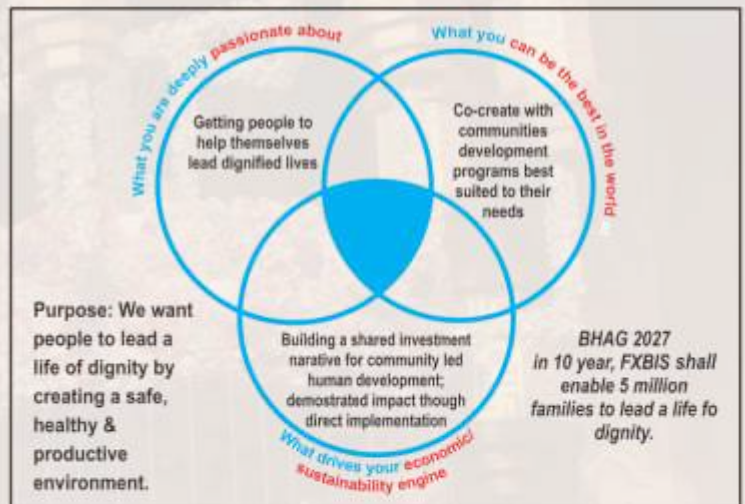 What you are deeply passionate about
What you can be the best in the world
Getting people to
help themselves
lead dignified lives
Co-create with
communities
development
programs best
suited to their
needs
Building a shared investment
narative for community led
human development;
demostrated impact though
direct implementation
What drives your economic/
sustainability engine
Purpose: We want
people to lead a
life of dignity by
creating a safe,
healthy &
productive
environment.
BHAG 2027
in 10 year, FXBIS shall
enable 5 million
families to lead a life fo
dignity.